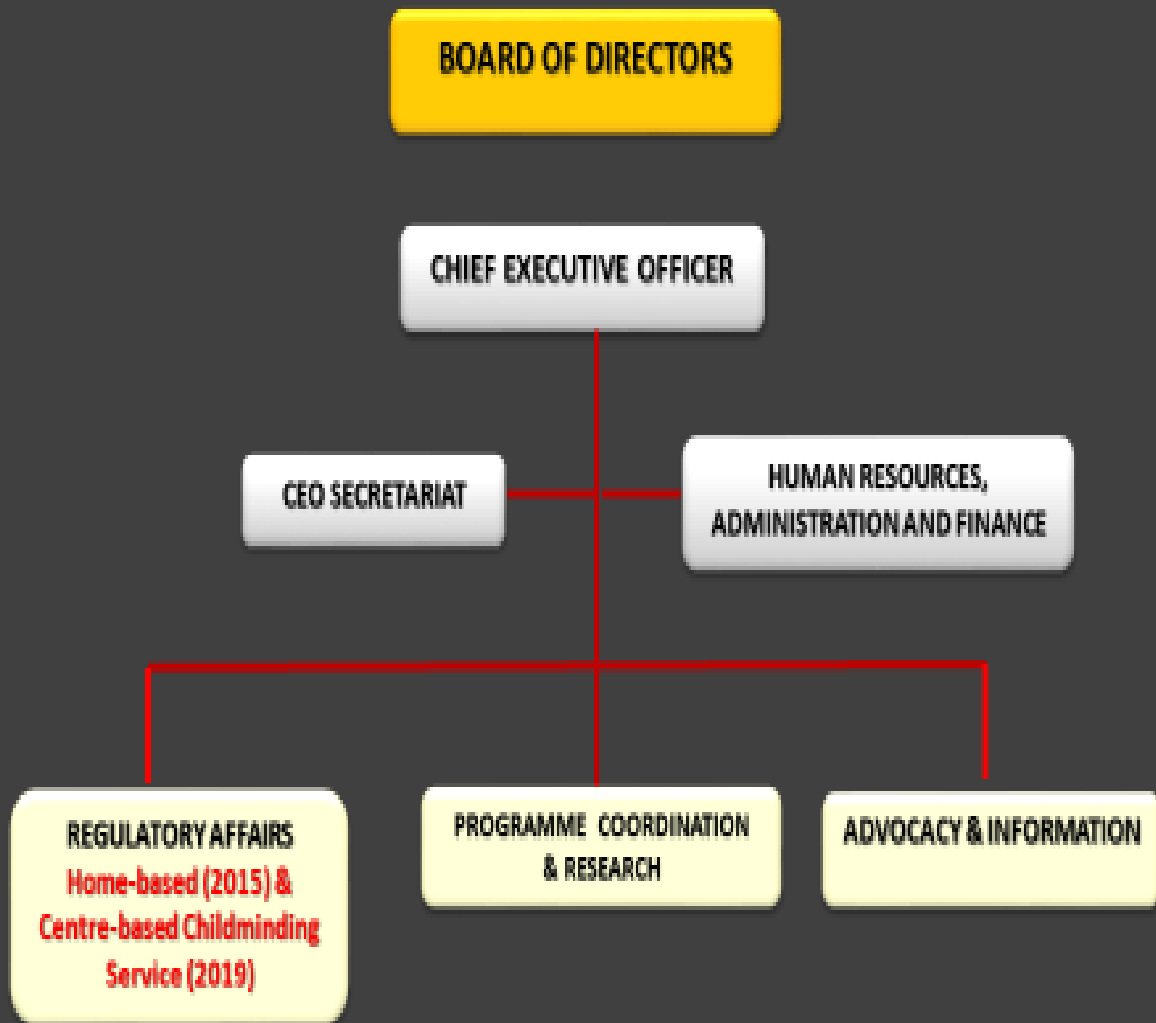 BOARD OF DIRECTORS
CHIEF EXECUTIVE OFFICER
CEO SECRETARIAT
HUMAN RESOURCES,
ADMINISTRATION AND FINANCE
REGULATORY AFFAIRS
Home-based (2015) &
Centre-based Childminding
Service (2019)
PROGRAMME COORDINATION
& RESEARCH
ADVOCACY & INFORMATION